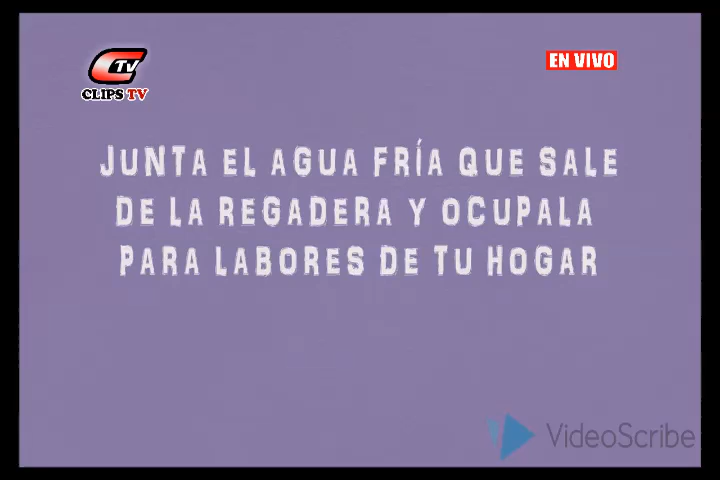 TV
CLIPS TV
EN VIVO
JUNTA EL AGUA FRÍA QUE SALE
DE LA REGADERA Y OCUPALA
PARA LABORES DE TU HOGAR
VideoScribe